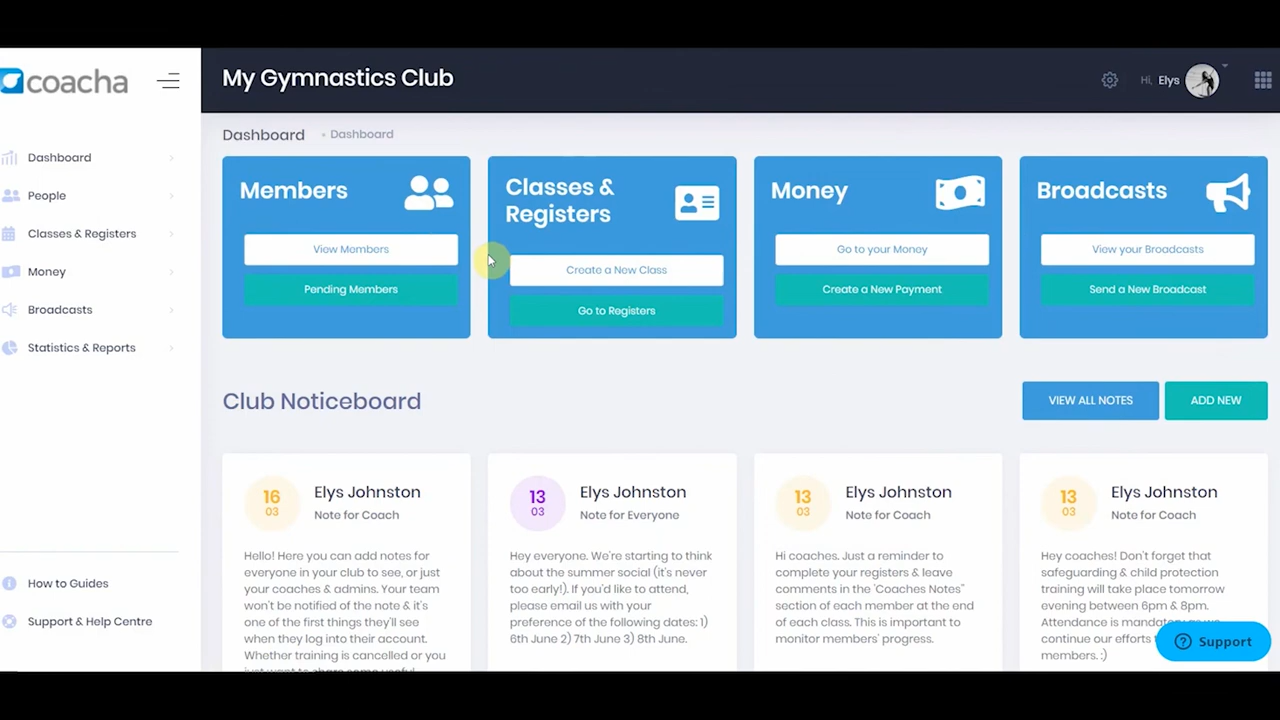 coacha
My Gymnastics Club
Hi, Elys
Dashboard
People
Classes & Registers
Money
Broadcasts
Statistics & Reports
How to Guides
Support & Help Centre
Dashboard • Dashboard
Members
View Members
Pending Members
Classes &
Registers
Create a New Class
Go to Registers
Money
Go to your Money
Create a New Payment
Broadcasts
View your Broadcasts
Send a New Broadcast
Club Noticeboard
VIEW ALL NOTES
ADD NEW
16
03
Elys Johnston
Note for Coach
Hello! Here you can add notes for
everyone in your club to see, or just
your coaches & admins. Your team
won't be notified of the note & it's
one of the first things they'll see
when they log into their account.
Whether training is cancelled or you
just want to share some useful
13
03
Elys Johnston
Note for Everyone
Hey everyone. We're starting to think
about the summer social (it's never
too early!). If you'd like to attend,
please email us with your
preference of the following dates: 1)
6th June 2) 7th June 3) 8th June.
13
03
Elys Johnston
Note for Coach
Hi coaches. Just a reminder to
complete your registers & leave
comments in the 'Coaches Notes"
section of each member at the end
of each class. This is important to
monitor members' progress.
13
03
Elys Johnston
Note for Coach
Hey coaches! Don't forget that
safeguarding & child protection
training will take place tomorrow
evening between 6pm & 8pm.
Attendance is
continue our efforts
members. :)
Support